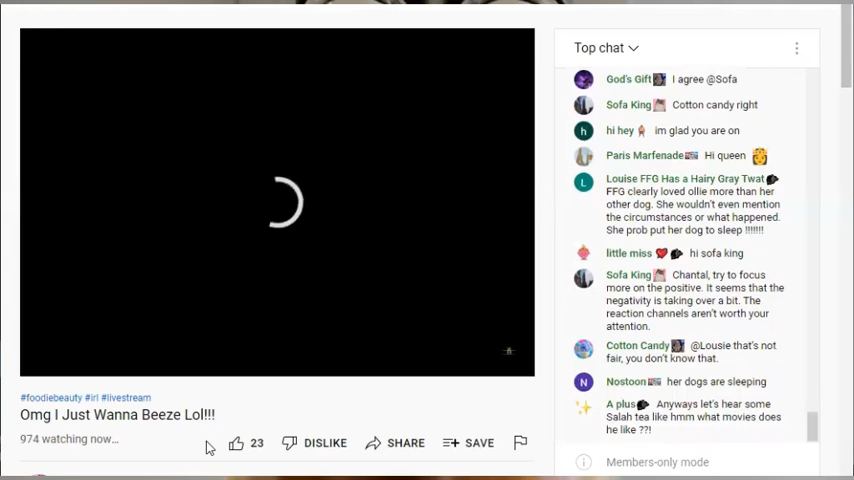 Top chat
God's Gift I agree @Sofa
Sofa King Cotton candy right
h hi hey im glad you are on
Paris Marfenade Hi queen
Louise FFG Has a Hairy Gray Twat
L FFG clearly loved ollie more than her
other dog. She wouldn't even mention
the circumstances or what happened.
She prob put her dog to sleep !!!!!!!
little miss hi sofa king
Sofa King Chantal, try to focus
more on the positive. It seems that the
negativity is taking over a bit. The
reaction channels aren't worth your
attention.
Cotton Candy @Lousie that's not
fair, you don't know that.
N Nostoon her dogs are sleeping
A plus Anyways let's hear some
Salah tea like hmm what movies does
he like ??!
Members-only mode
#foodiebeauty #irl #livestream
Omg I Just Wanna Beeze Lol!!!
974 watching now...
23 DISLIKE SHARE SAVE